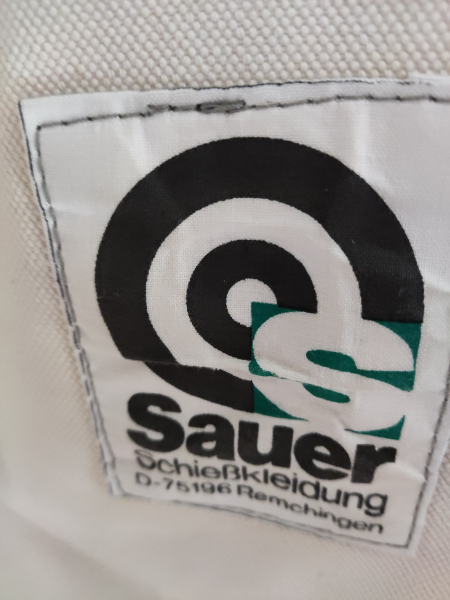 S
Sauer
Schießkleidung
D-75196 Remchingen